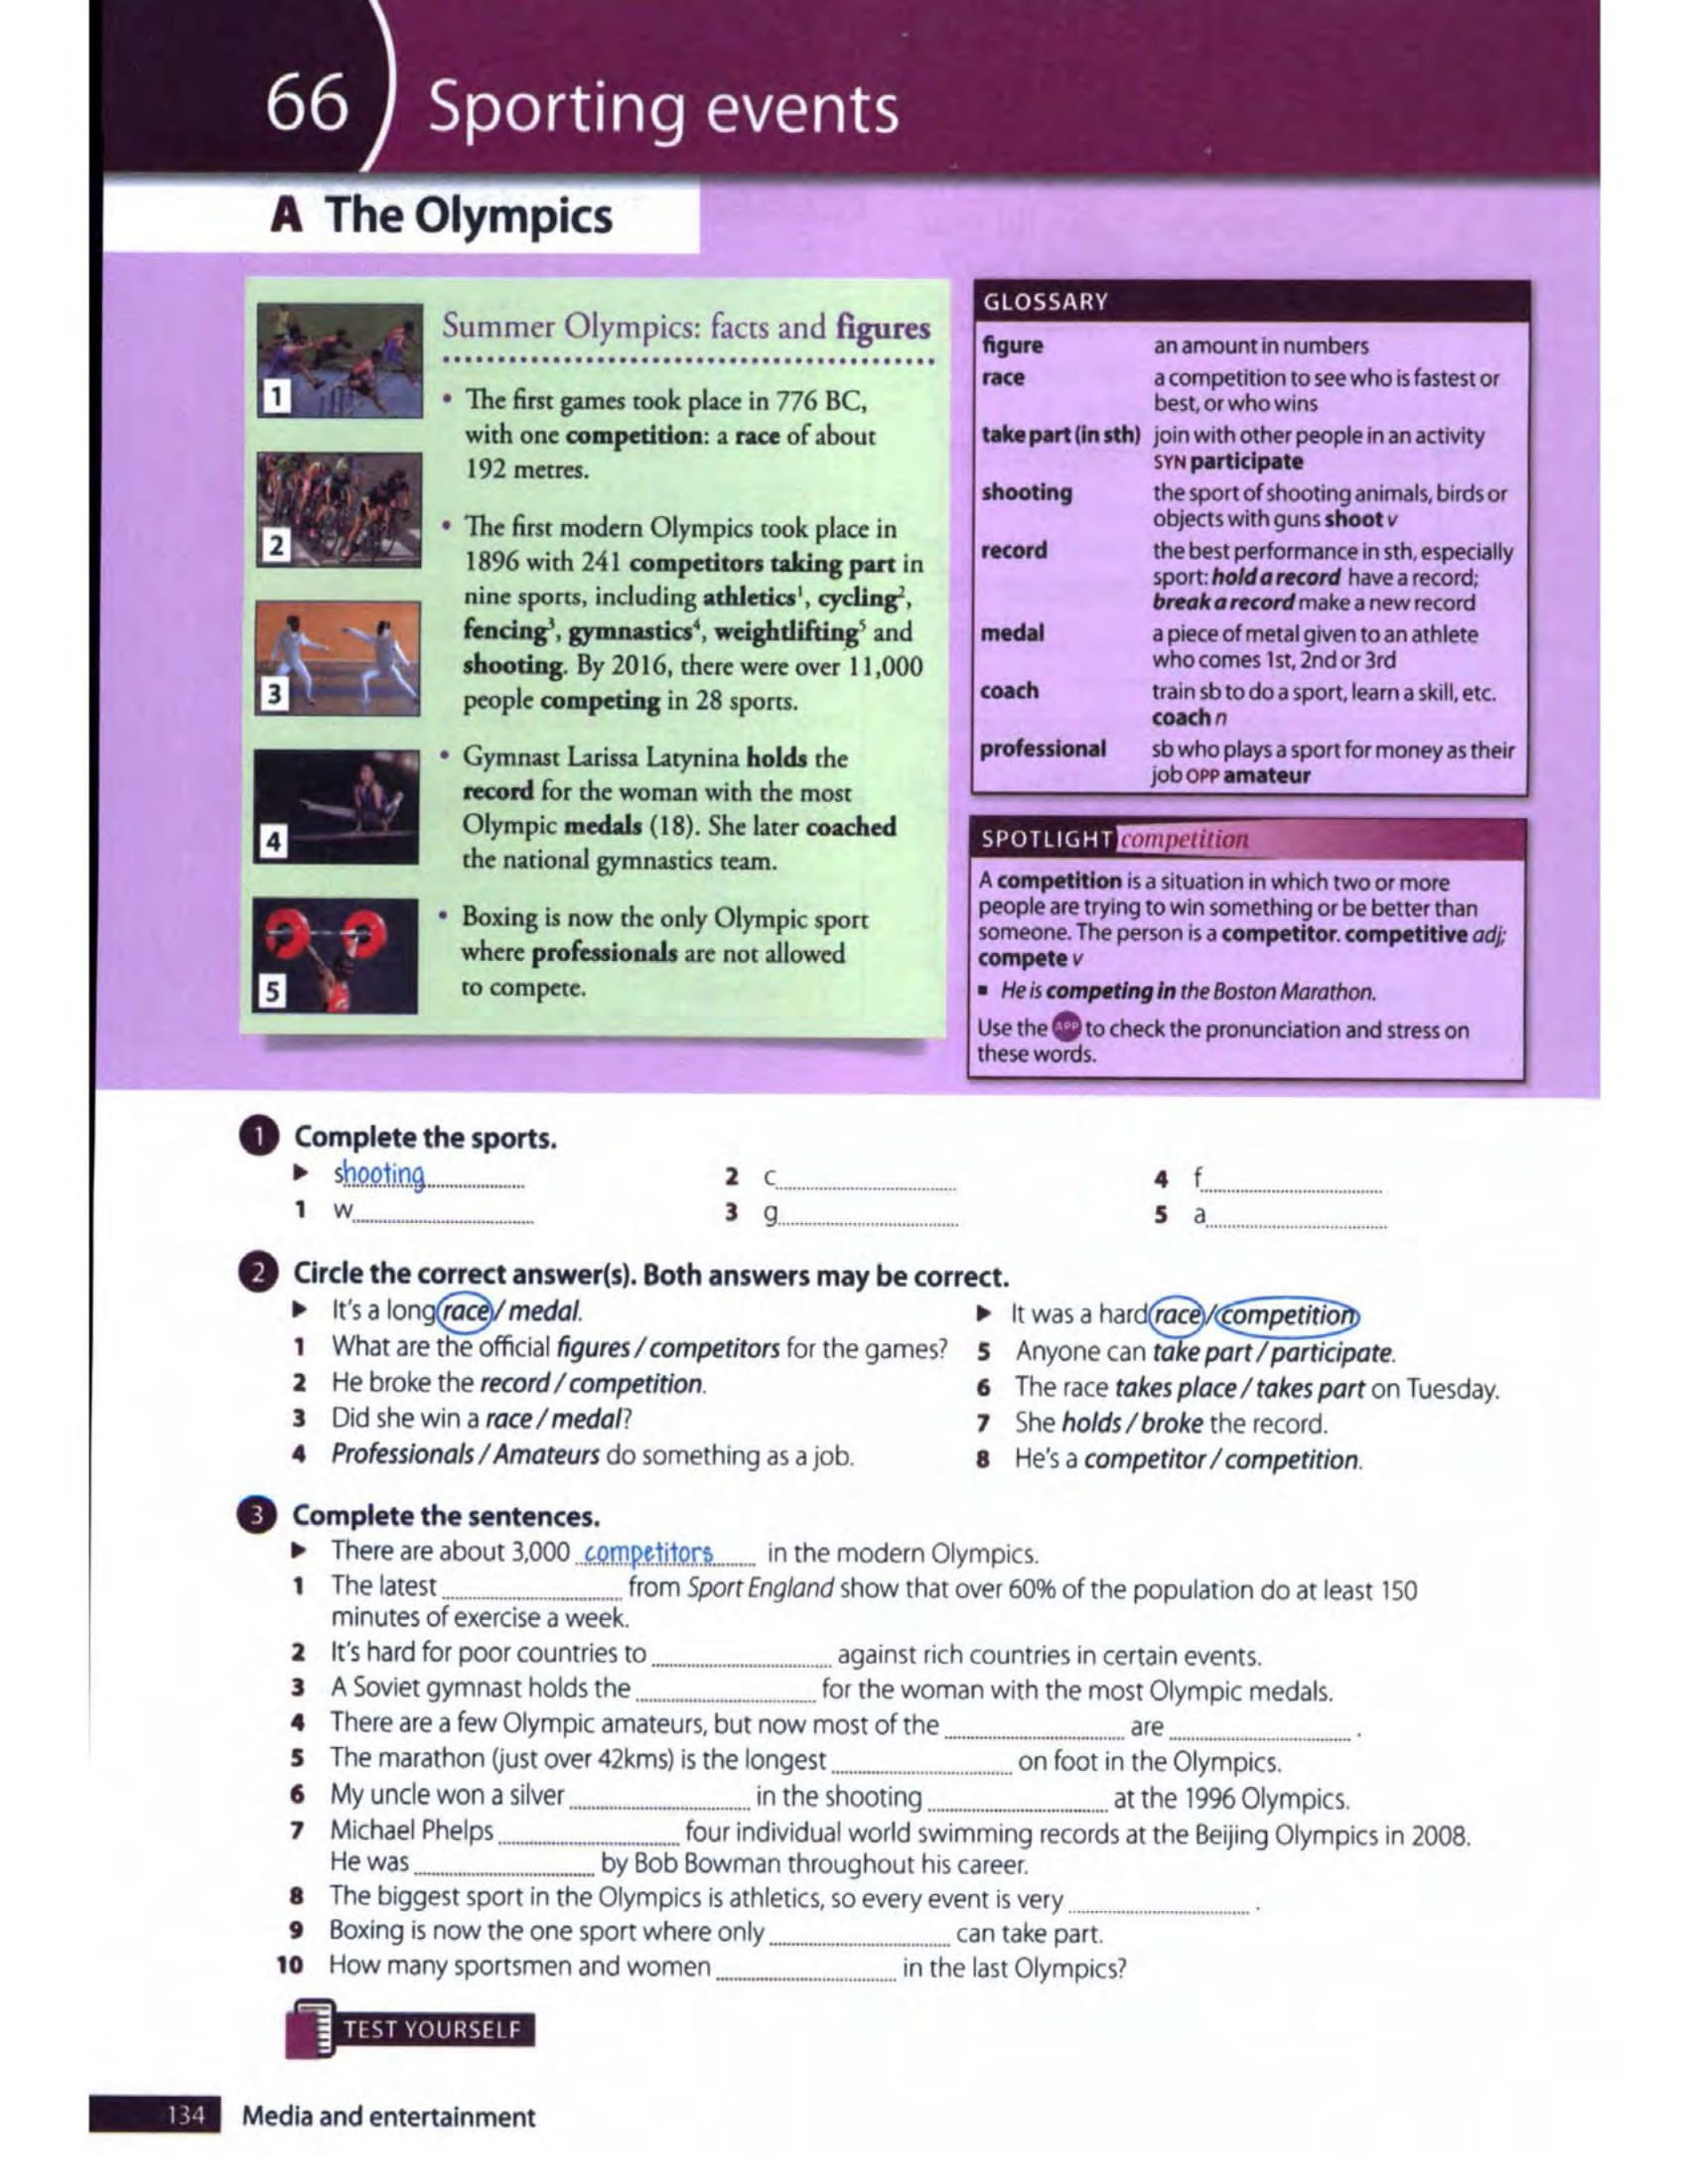 66 Sporting events
A The Olympics
1
2
3
4
5
Summer Olympics: facts and figures
• The first games took place in 776 BC,
with one competition: a race of about
192 metres.
• The first modern Olympics took place in
1896 with 241 competitors taking part in
nine sports, including athletics¹, cycling²,
fencing³, gymnastics⁴, weightlifting⁵ and
shooting. By 2016, there were over 11,000
people competing in 28 sports.
• Gymnast Larissa Latynina holds the
record for the woman with the most
Olympic medals (18). She later coached
the national gymnastics team.
• Boxing is now the only Olympic sport
where professionals are not allowed
to compete.
GLOSSARY
figure an amount in numbers
race a competition to see who is fastest or
best, or who wins
take part (in sth) join with other people in an activity
SYN participate
shooting the sport of shooting animals, birds or
objects with guns shoot v
record the best performance in sth, especially
sport: hold a record have a record;
break a record make a new record
medal a piece of metal given to an athlete
who comes 1st, 2nd or 3rd
coach train sb to do a sport, learn a skill, etc.
coach n
professional sb who plays a sport for money as their
job OPP amateur
SPOTLIGHT competition
A competition is a situation in which two or more
people are trying to win something or be better than
someone. The person is a competitor. competitive adj;
compete v
▪ He is competing in the Boston Marathon.
Use the APP to check the pronunciation and stress on
these words.
1 Complete the sports.
▶ shooting 2 c 4 f
1 w 3 g 5 a
2 Circle the correct answer(s). Both answers may be correct.
▶ It's a long race / medal.
1 What are the official figures / competitors for the games?
2 He broke the record / competition.
3 Did she win a race / medal?
4 Professionals / Amateurs do something as a job.
▶ It was a hard race / competition
5 Anyone can take part / participate.
6 The race takes place / takes part on Tuesday.
7 She holds / broke the record.
8 He's a competitor / competition.
3 Complete the sentences.
▶ There are about 3,000 competitors in the modern Olympics.
1 The latest from Sport England show that over 60% of the population do at least 150
minutes of exercise a week.
2 It's hard for poor countries to against rich countries in certain events.
3 A Soviet gymnast holds the for the woman with the most Olympic medals.
4 There are a few Olympic amateurs, but now most of the are .
5 The marathon (just over 42kms) is the longest on foot in the Olympics.
6 My uncle won a silver in the shooting at the 1996 Olympics.
7 Michael Phelps four individual world swimming records at the Beijing Olympics in 2008.
He was by Bob Bowman throughout his career.
8 The biggest sport in the Olympics is athletics, so every event is very .
9 Boxing is now the one sport where only can take part.
10 How many sportsmen and women in the last Olympics?
TEST YOURSELF
134 Media and entertainment